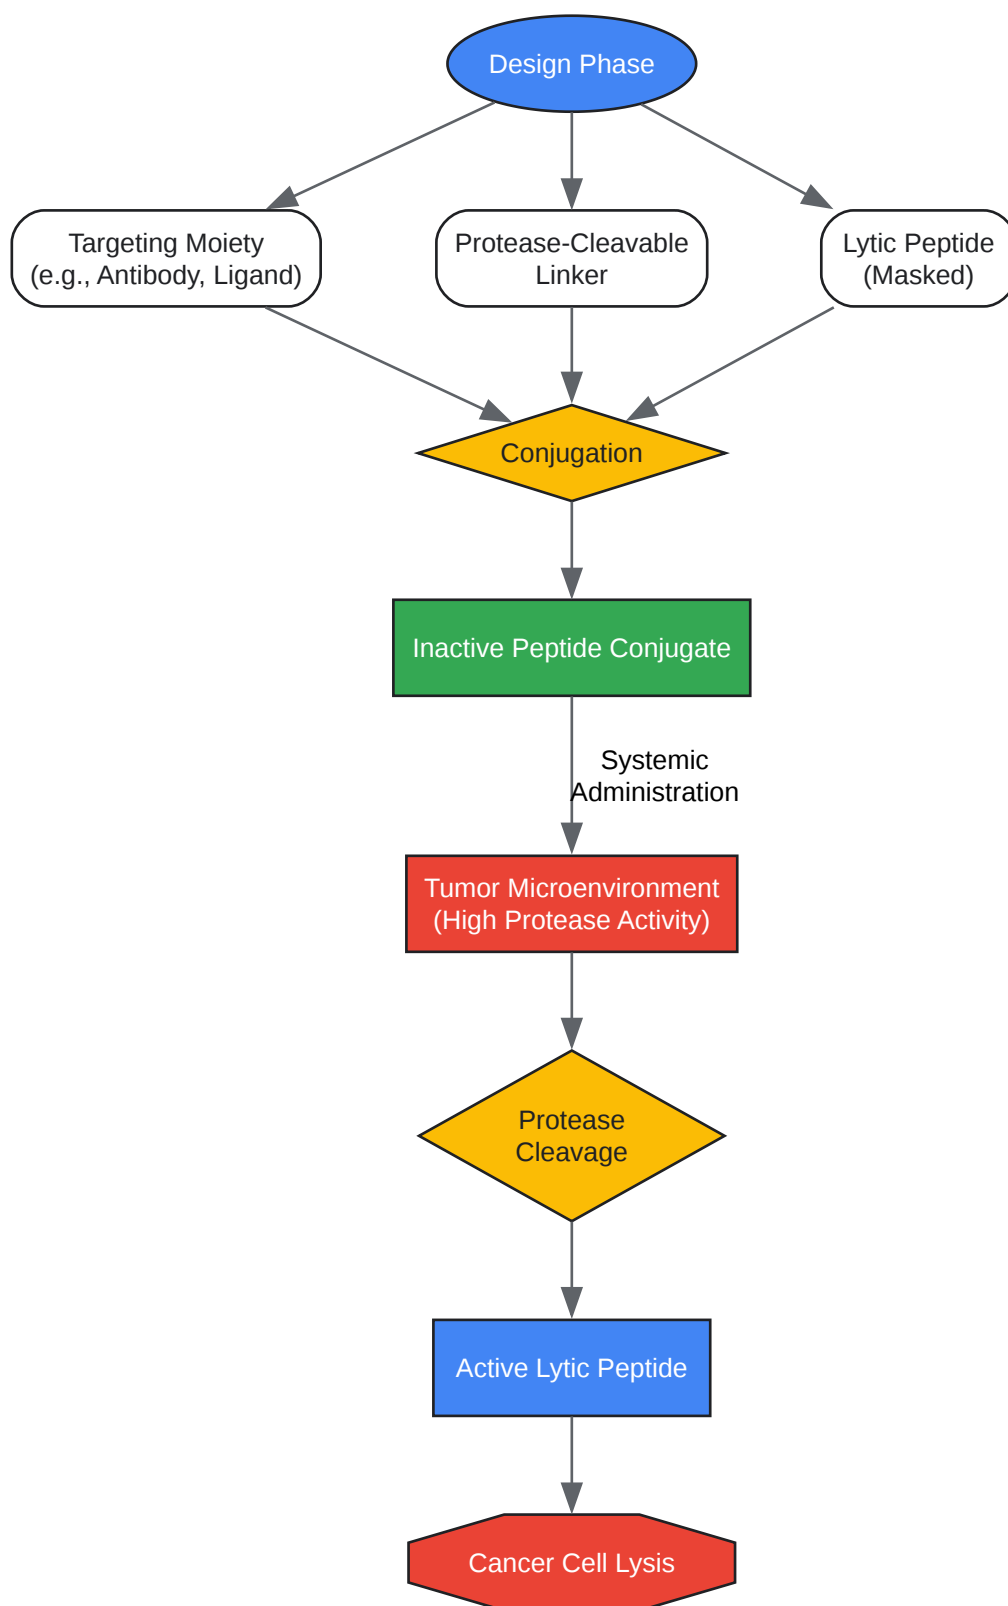 Design Phase
Targeting Moiety
(e.g., Antibody, Ligand)
Protease-Cleavable
Linker
Lytic Peptide
(Masked)
Conjugation
Inactive Peptide Conjugate
Systemic
Administration
Tumor Microenvironment
(High Protease Activity)
Protease
Cleavage
Active Lytic Peptide
Cancer Cell Lysis